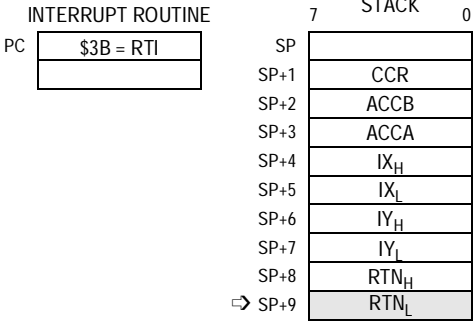 INTERRUPT ROUTINE
STACK
7 0
PC $3B = RTI SP
SP+1 CCR
SP+2 ACCB
SP+3 ACCA
SP+4 IXH
SP+5 IXL
SP+6 IYH
SP+7 IYL
SP+8 RTNH
➩ SP+9 RTNL